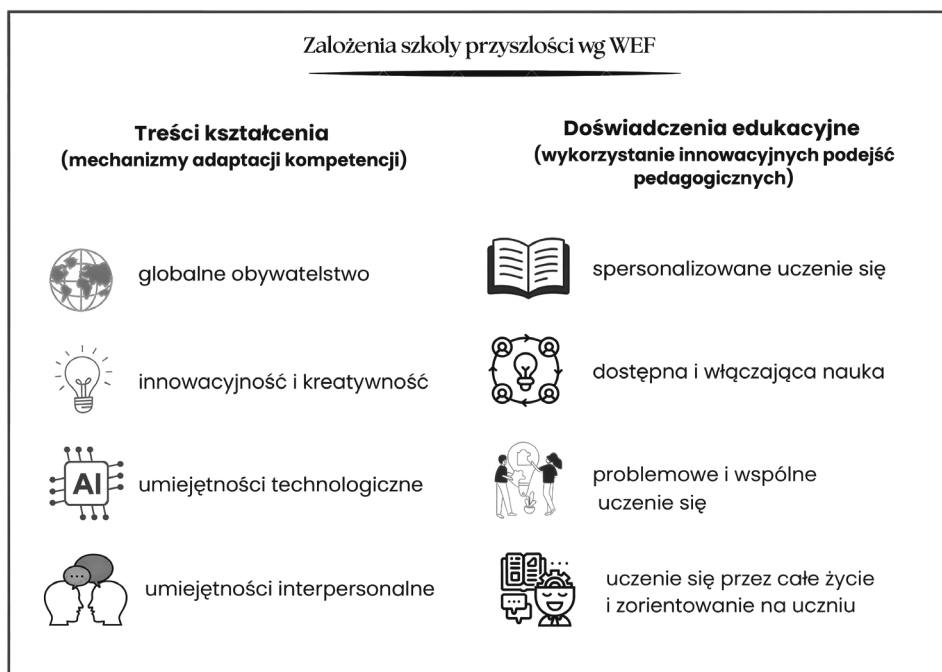 Założenia szkoły przyszłości wg WEF
Treści kształcenia
(mechanizmy adaptacji kompetencji)
globalne obywatelstwo
innowacyjność i kreatywność
AI
umiejętności technologiczne
umiejętności interpersonalne
Doświadczenia edukacyjne
(wykorzystanie innowacyjnych podejść
pedagogicznych)
spersonalizowane uczenie się
dostępna i włączająca nauka
problemowe i wspólne
uczenie się
uczenie się przez całe życie
i zorientowanie na uczniu